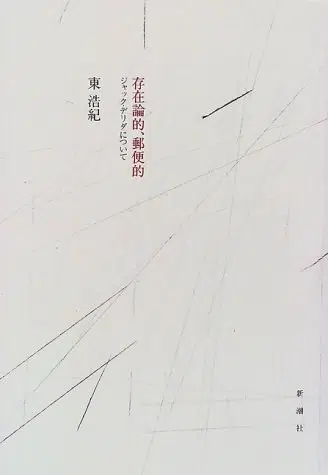 存在論的、郵便的
ジャック・デリダについて
東 浩紀
新潮社